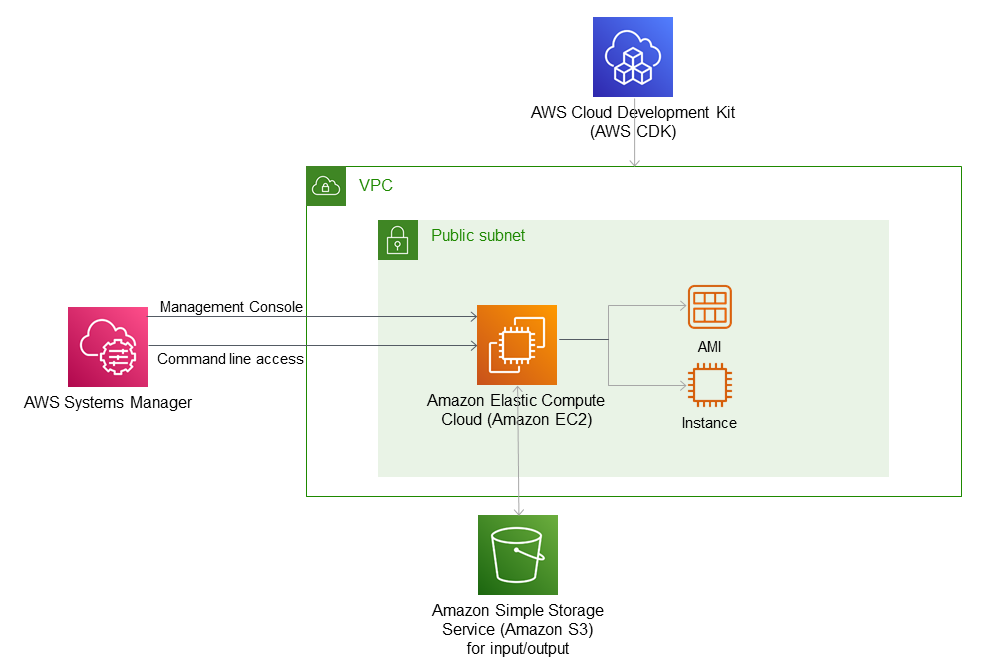 AWS Cloud Development Kit
(AWS CDK)
VPC
Public subnet
Management Console
Command line access
AWS Systems Manager
Amazon Elastic Compute
Cloud (Amazon EC2)
AMI
Instance
Amazon Simple Storage
Service (Amazon S3)
for input/output